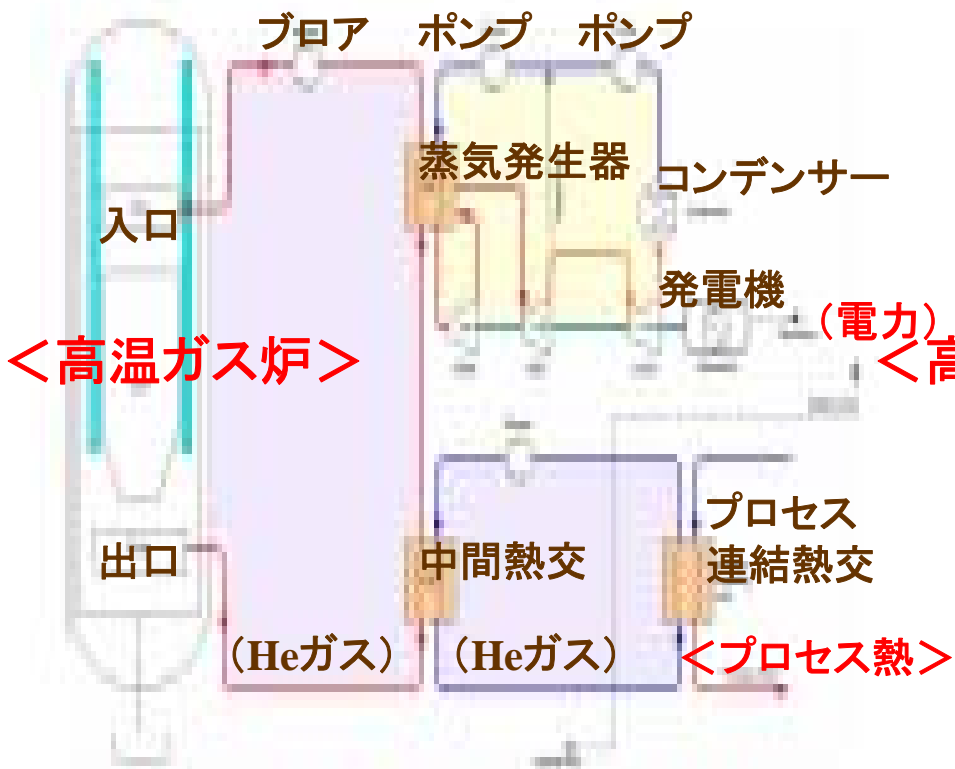 ブロア ポンプ ポンプ
蒸気発生器
コンデンサー
入口
発電機
(電力)
<高温ガス炉>
<高
プロセス
連結熱交
出口
中間熱交
(Heガス) (Heガス)
<プロセス熱>